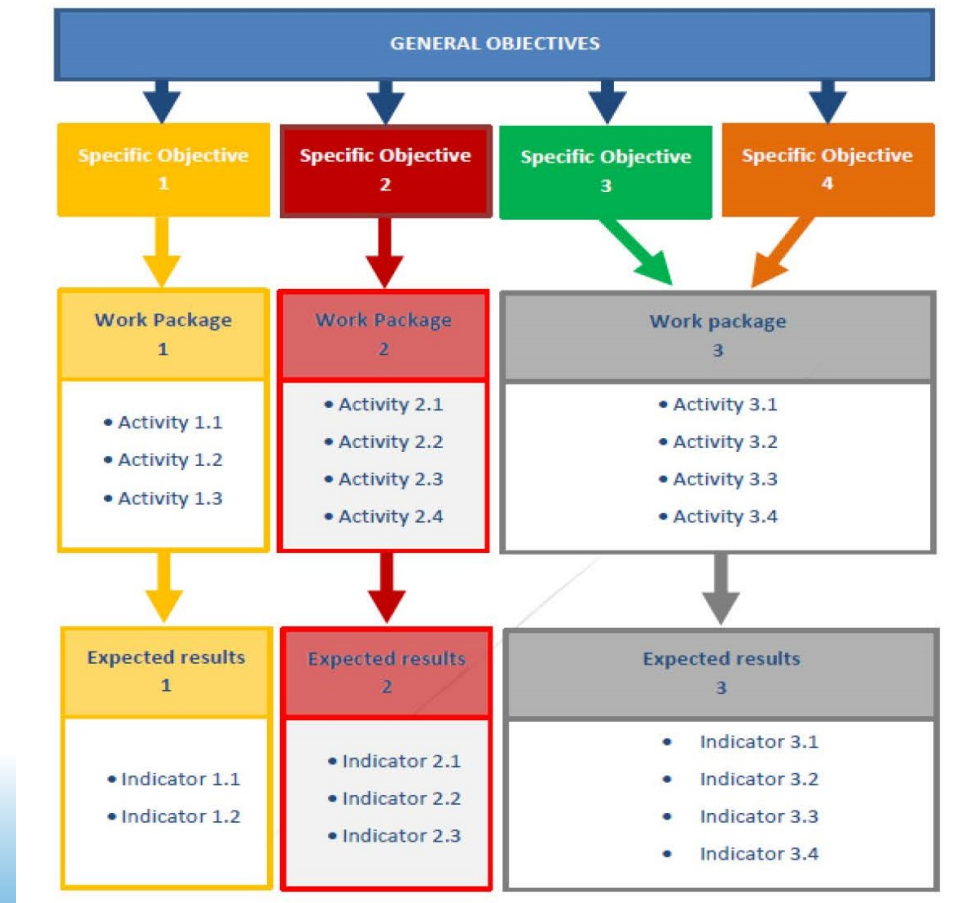 GENERAL OBJECTIVES
Specific Objective
1
Specific Objective
2
Specific Objective
3
Specific Objective
4
Work Package
1
• Activity 1.1
• Activity 1.2
• Activity 1.3
Work Package
2
• Activity 2.1
• Activity 2.2
• Activity 2.3
• Activity 2.4
Work package
3
• Activity 3.1
• Activity 3.2
• Activity 3.3
• Activity 3.4
Expected results
1
• Indicator 1.1
• Indicator 1.2
Expected results
2
• Indicator 2.1
• Indicator 2.2
• Indicator 2.3
Expected results
3
• Indicator 3.1
• Indicator 3.2
• Indicator 3.3
• Indicator 3.4